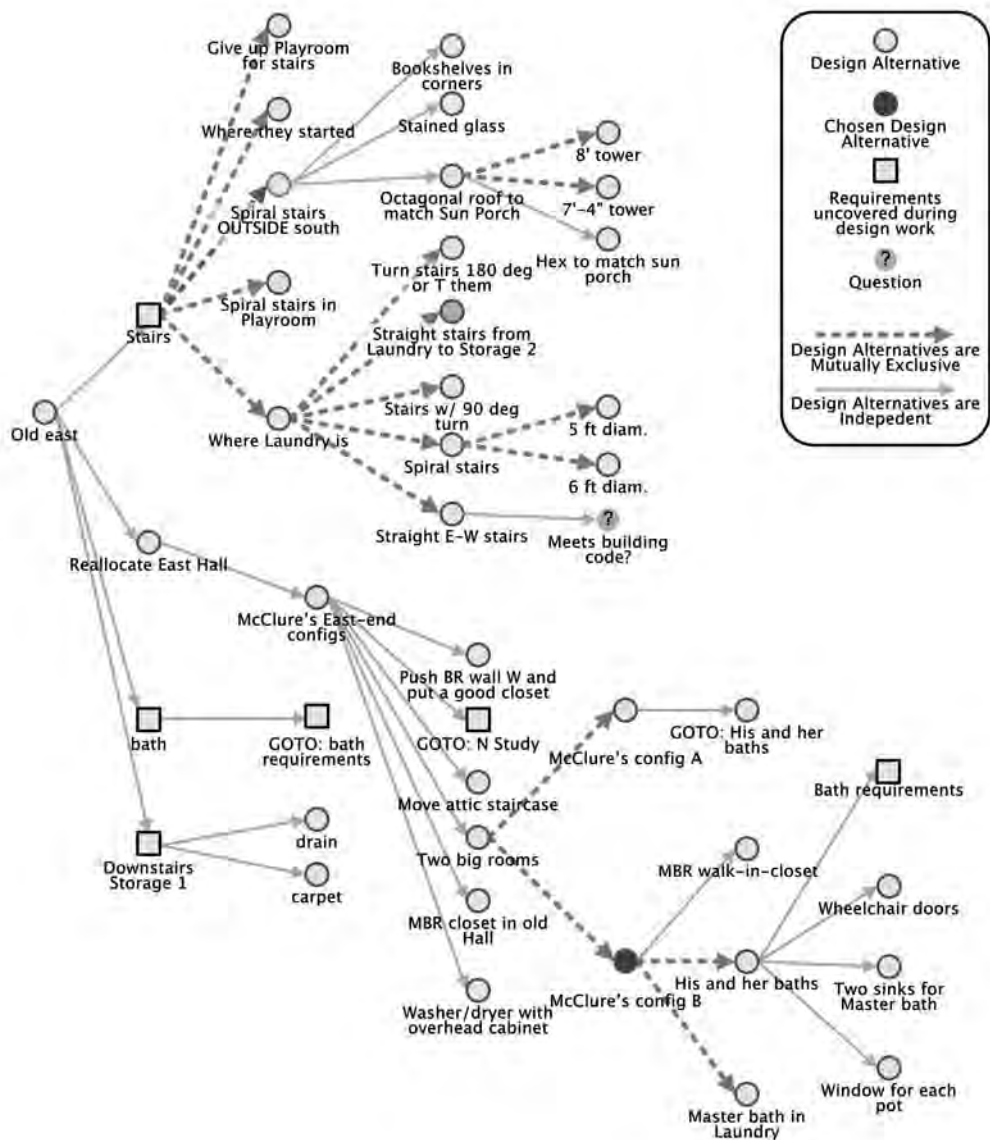 Give up Playroom
for stairs
Where they started
Spiral stairs
OUTSIDE south
Spiral stairs in
Playroom
Stairs
Bookshelves in
corners
Stained glass
Octagonal roof to
match Sun Porch
8' tower
7'-4" tower
Hex to match sun
porch
Turn stairs 180 deg
or T them
Straight stairs from
Laundry to Storage 2
Stairs w/ 90 deg
turn
Where Laundry is
Spiral stairs
5 ft diam.
6 ft diam.
Straight E-W stairs
?
Meets building
code?
Old east
Reallocate East Hall
McClure's East-end
configs
Push BR wall W and
put a good closet
bath
GOTO: bath
requirements
GOTO: N Study
Move attic staircase
Two big rooms
MBR closet in old
Hall
Washer/dryer with
overhead cabinet
Downstairs
Storage 1
drain
carpet
McClure's config A
GOTO: His and her
baths
McClure's config B
MBR walk-in-closet
His and her baths
Master bath in
Laundry
Bath requirements
Wheelchair doors
Two sinks for
Master bath
Window for each
pot
Design Alternative
Chosen Design
Alternative
Requirements
uncovered during
design work
?
Question
Design Alternatives are
Mutually Exclusive
Design Alternatives are
Indepedent